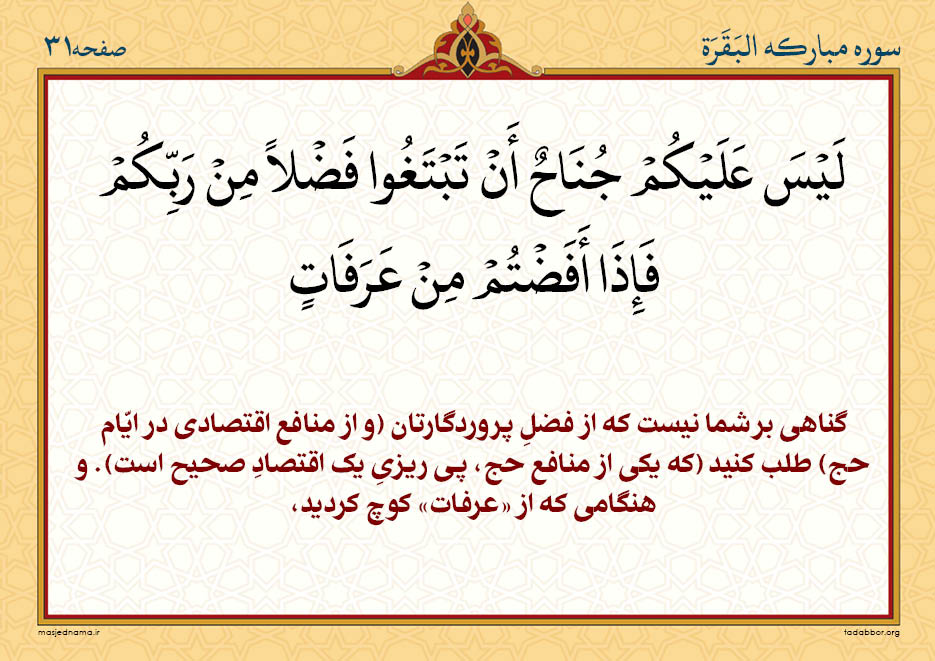 سوره مبارکه البَقَرَة
صفحه۳۱
لَيْسَ عَلَيْكُمْ جُنَاحٌ أَنْ تَبْتَغُوا فَضْلاً مِنْ رَبِّكُمْ
فَإِذَا أَفَضْتُمْ مِنْ عَرَفَاتٍ
گناهی بر شما نیست که از فضلِ پروردگارتان (و از منافع اقتصادی در ایّام
حج) طلب کنید (که یکی از منافع حج، پی ریزیِ یک اقتصادِ صحیح است). و
هنگامی که از «عرفات» کوچ کردید،
masjednama.ir
tadabbor.org